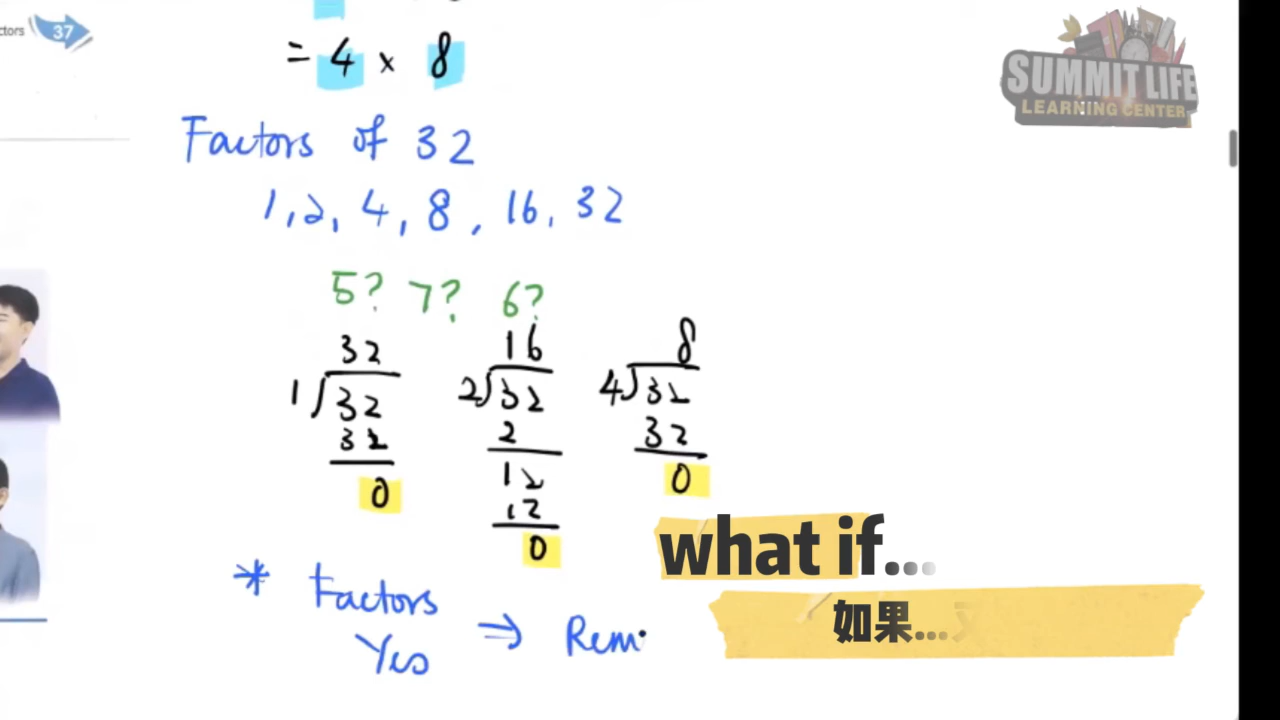 ctors 37
= 4 × 8
SUMMIT LIFE
LEARNING CENTER
Factors of 32
1, 2, 4, 8, 16, 32
5? 7? 6?
32 16 8
1 32 2 32 4 32
32 2 32
0 12 0
12
0
what if...
如果...
* Factors
Yes ⇒ Rem